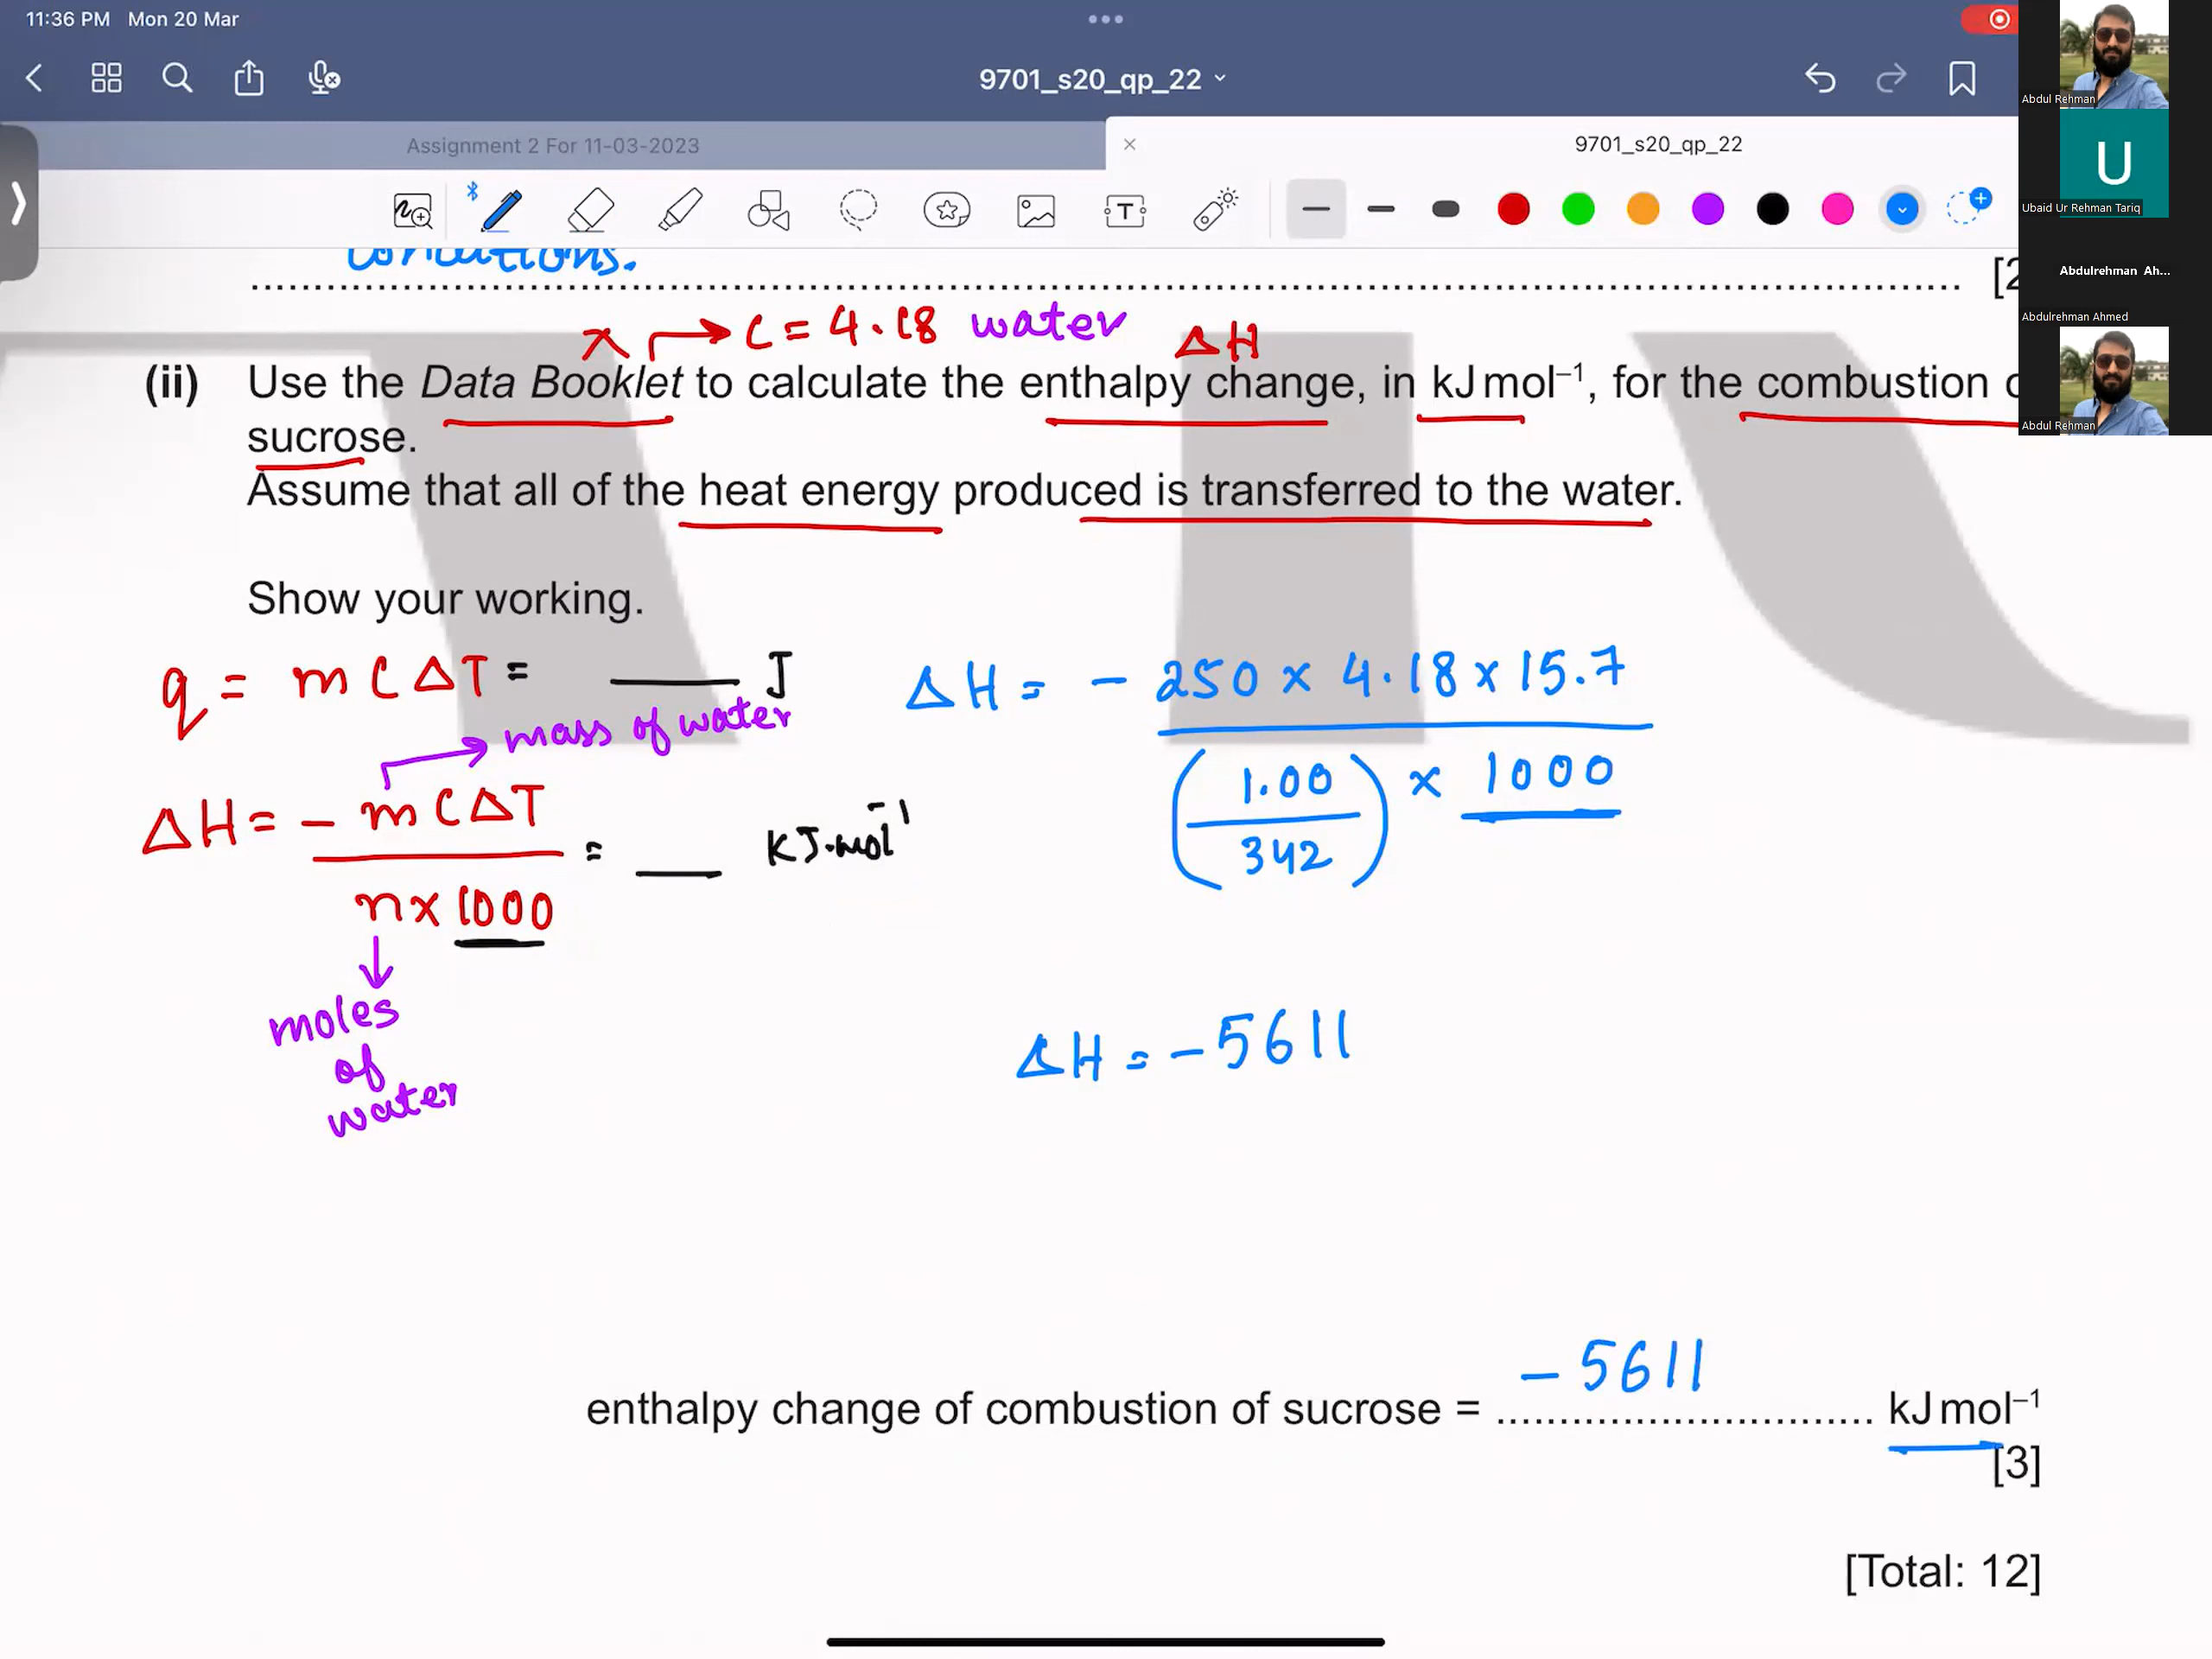 11:36 PM Mon 20 Mar
9701_s20_qp_22
Assignment 2 For 11-03-2023
9701_s20_qp_22
T
Abdul Rehman
U
Ubaid Ur Rehman Tariq
Abdulrehman Ah...
Abdulrehman Ahmed
Abdul Rehman
conditions.
[2
x → C = 4.18 water ΔH
(ii) Use the Data Booklet to calculate the enthalpy change, in kJ mol⁻¹, for the combustion o
sucrose.
Assume that all of the heat energy produced is transferred to the water.
Show your working.
q = m C ΔT = ____ J
mass of water
ΔH = - m C ΔT / n x 1000 = ___ KJ.mol⁻¹
moles
of
water
ΔH = - 250 x 4.18 x 15.7 / (1.00 / 342) x 1000
ΔH = - 5611
- 5611
enthalpy change of combustion of sucrose = .............................. kJ mol⁻¹
[3]
[Total: 12]